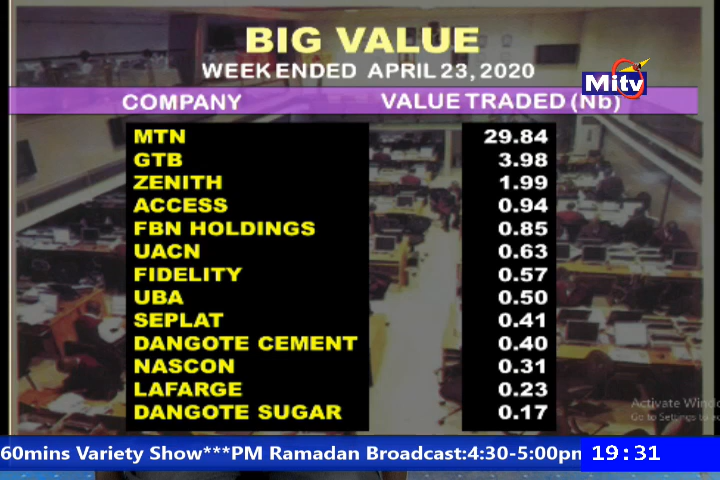 BIG VALUE
WEEK ENDED APRIL 23, 2020
Mitv
COMPANY VALUE TRADED (Nb)
MTN 29.84
GTB 3.98
ZENITH 1.99
ACCESS 0.94
FBN HOLDINGS 0.85
UACN 0.63
FIDELITY 0.57
UBA 0.50
SEPLAT 0.41
DANGOTE CEMENT 0.40
NASCON 0.31
LAFARGE 0.23
DANGOTE SUGAR 0.17
Activate Windo
Go to Settings to a
60mins Variety Show***PM Ramadan Broadcast:4:30-5:00pm 19:31